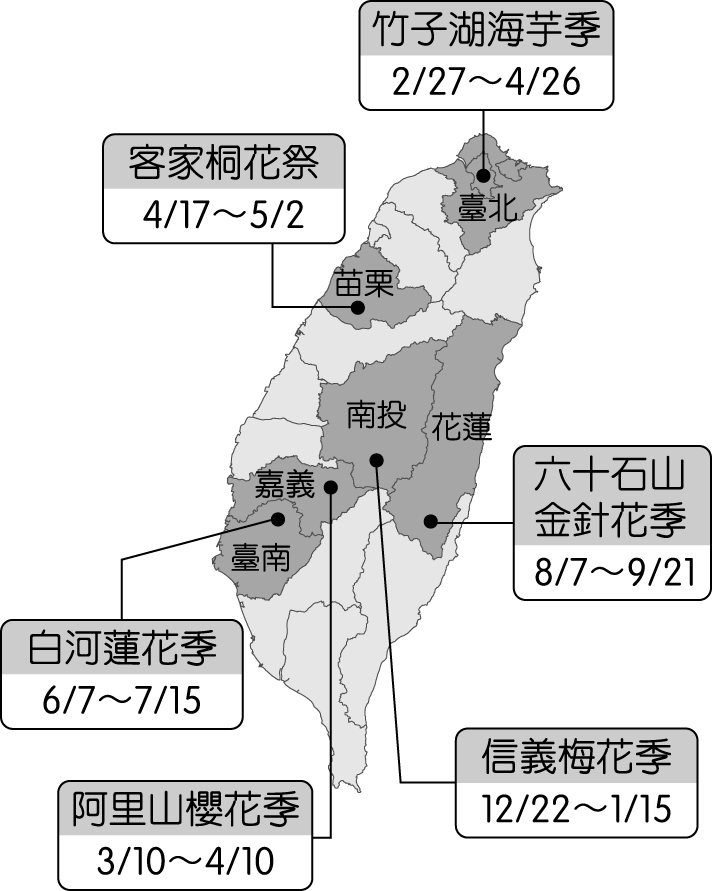 竹子湖海芋季
2/27～4/26
客家桐花祭
4/17～5/2
臺北
苗栗
南投
花蓮
嘉義
臺南
六十石山
金針花季
8/7～9/21
白河蓮花季
6/7～7/15
信義梅花季
12/22～1/15
阿里山櫻花季
3/10～4/10